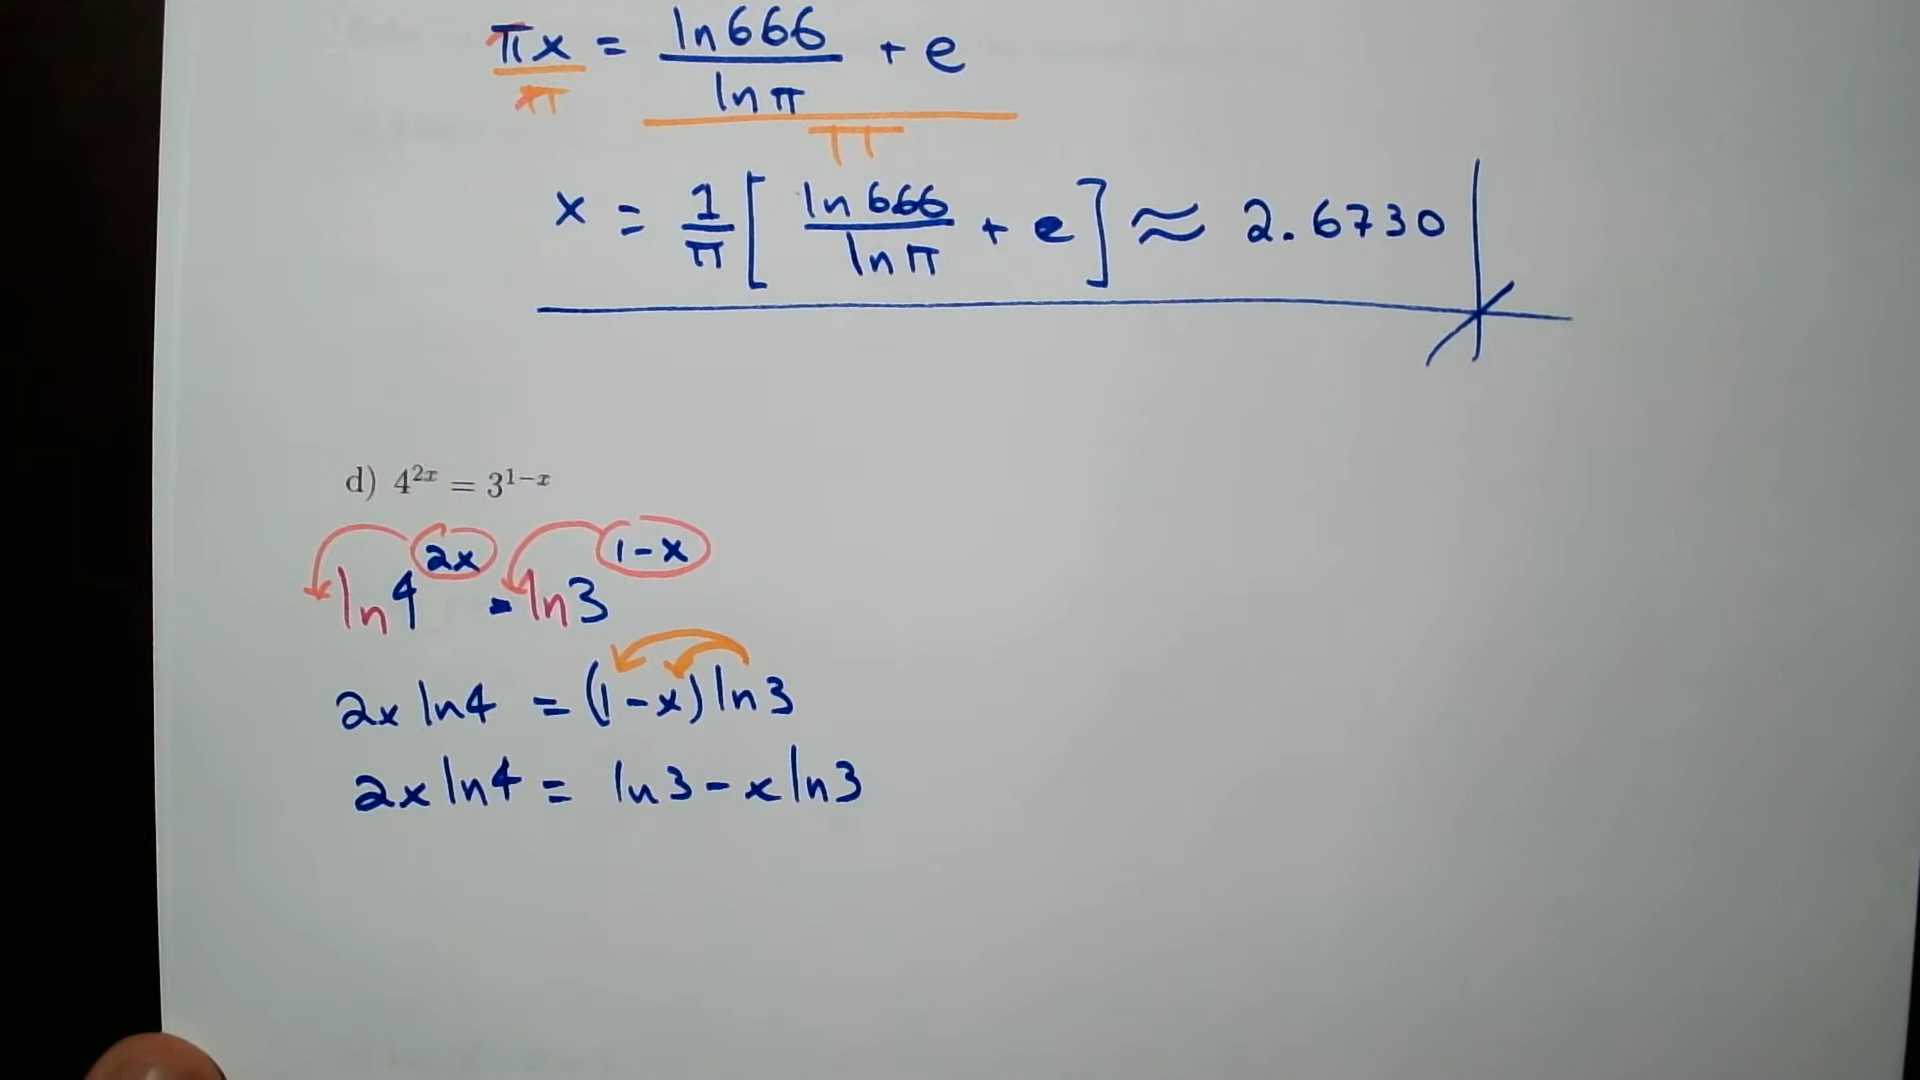 πx = ln666 / lnπ + e
π π
x = 1/π [ ln666 / lnπ + e ] ≈ 2.6730
d) 4^{2x} = 3^{1−x}
ln4^{2x} = ln3^{1-x}
2x ln4 = (1-x) ln3
2x ln4 = ln3 - x ln3